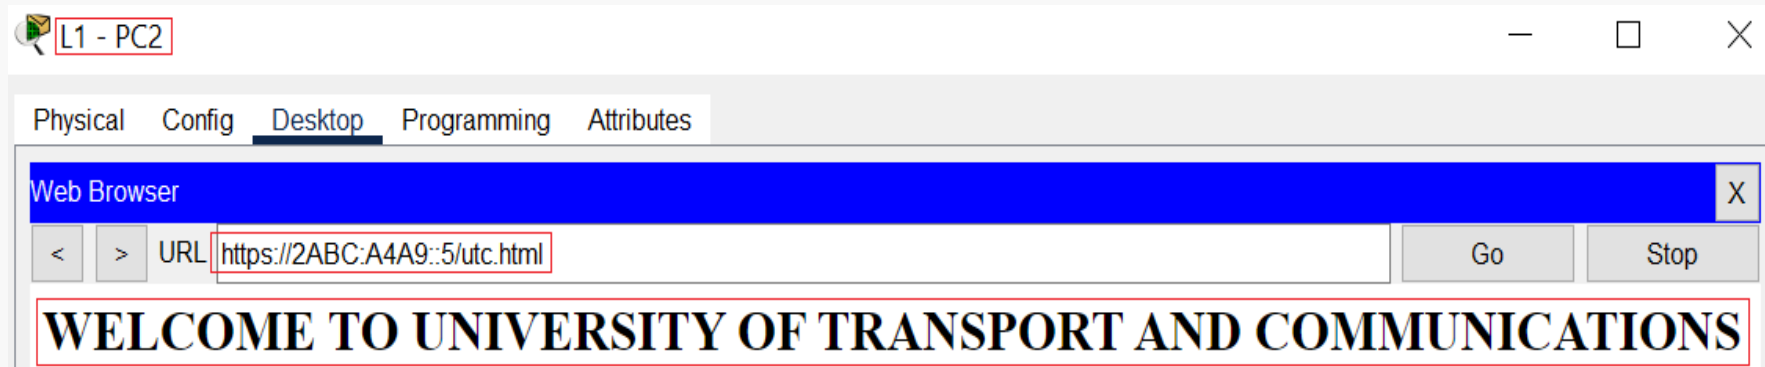 L1 - PC2
Physical Config Desktop Programming Attributes
Web Browser X
< > URL https://2ABC:A4A9::5/utc.html Go Stop
WELCOME TO UNIVERSITY OF TRANSPORT AND COMMUNICATIONS